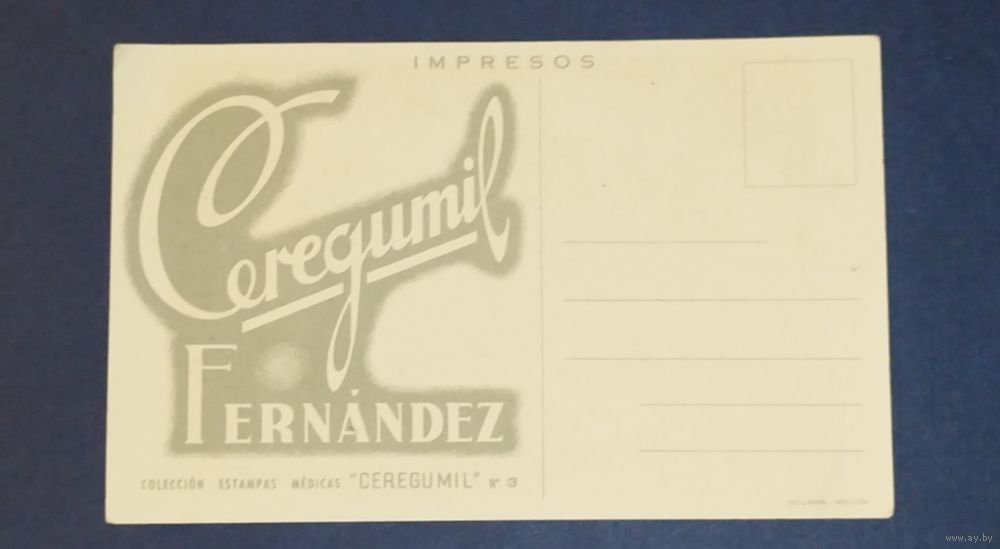 IMPRESOS
Ceregumil
FERNÁNDEZ
COLECCIÓN ESTAMPAS MÉDICAS "CEREGUMIL" Nº 3
www.ay.by